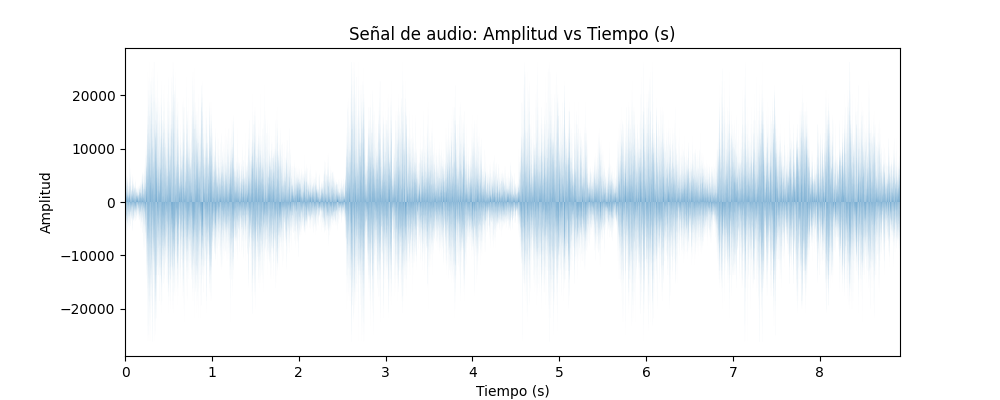 Señal de audio: Amplitud vs Tiempo (s)
20000
10000
0
−10000
−20000
Amplitud
0 1 2 3 4 5 6 7 8
Tiempo (s)